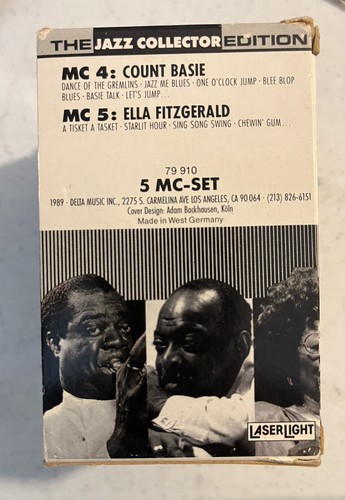 THE JAZZ COLLECTOR EDITION
MC 4: COUNT BASIE
DANCE OF THE GREMLINS · JAZZ ME BLUES · ONE O'CLOCK JUMP · BLEE BLOP
BLUES · BASIE TALK · LET'S JUMP...
MC 5: ELLA FITZGERALD
A TISKET A TASKET · STARLIT HOUR · SING SONG SWING · CHEWIN' GUM...
79 910
5 MC-SET
1989 · DELTA MUSIC INC., 2275 S. CARMELINA AVE LOS ANGELES, CA 90 064 · (213) 826-6151
Cover Design: Adam Backhausen, Köln
Made in West Germany
LASERLIGHT